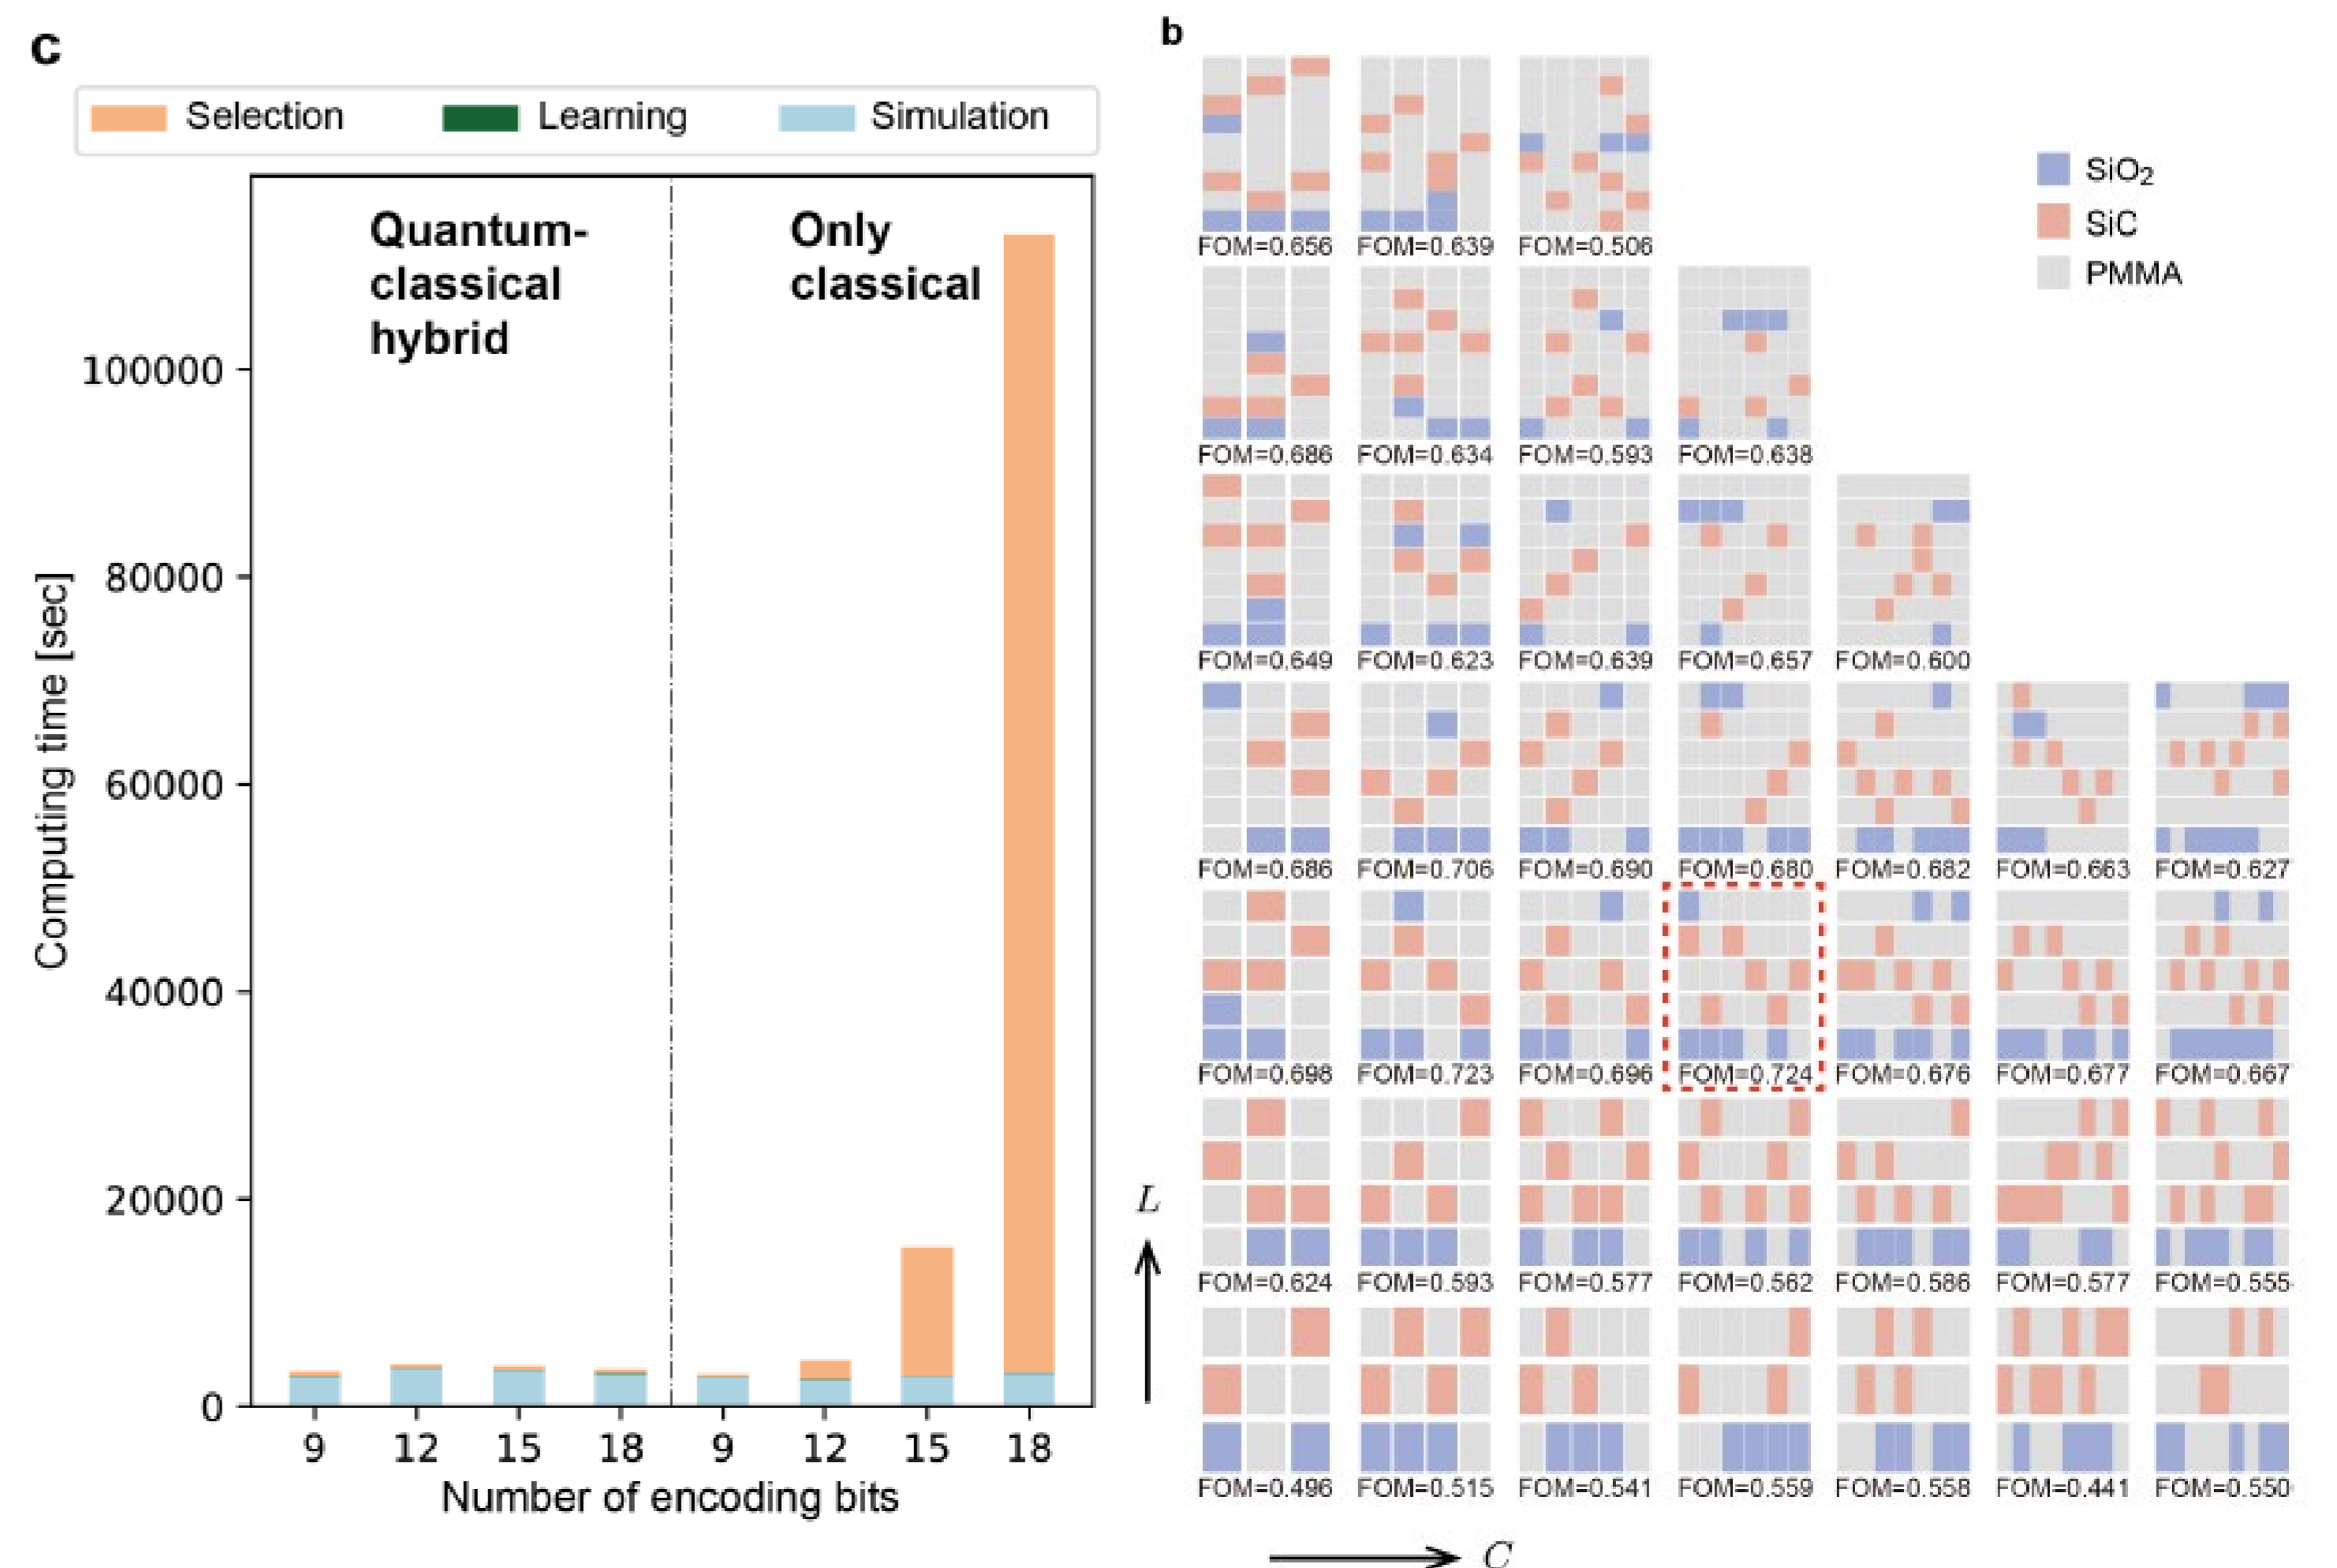 c
Selection Learning Simulation
Quantum-
classical
hybrid
Only
classical
Computing time [sec]
100000
80000
60000
40000
20000
0
9 12 15 18 9 12 15 18
Number of encoding bits
b
SiO₂
SiC
PMMA
FOM=0.656 FOM=0.639 FOM=0.506
FOM=0.686 FOM=0.634 FOM=0.593 FOM=0.638
FOM=0.649 FOM=0.623 FOM=0.639 FOM=0.657 FOM=0.600
FOM=0.686 FOM=0.706 FOM=0.690 FOM=0.680 FOM=0.682 FOM=0.663 FOM=0.627
FOM=0.698 FOM=0.723 FOM=0.696 FOM=0.724 FOM=0.676 FOM=0.677 FOM=0.667
FOM=0.624 FOM=0.593 FOM=0.577 FOM=0.562 FOM=0.586 FOM=0.577 FOM=0.555
FOM=0.496 FOM=0.515 FOM=0.541 FOM=0.559 FOM=0.558 FOM=0.441 FOM=0.550
L
C